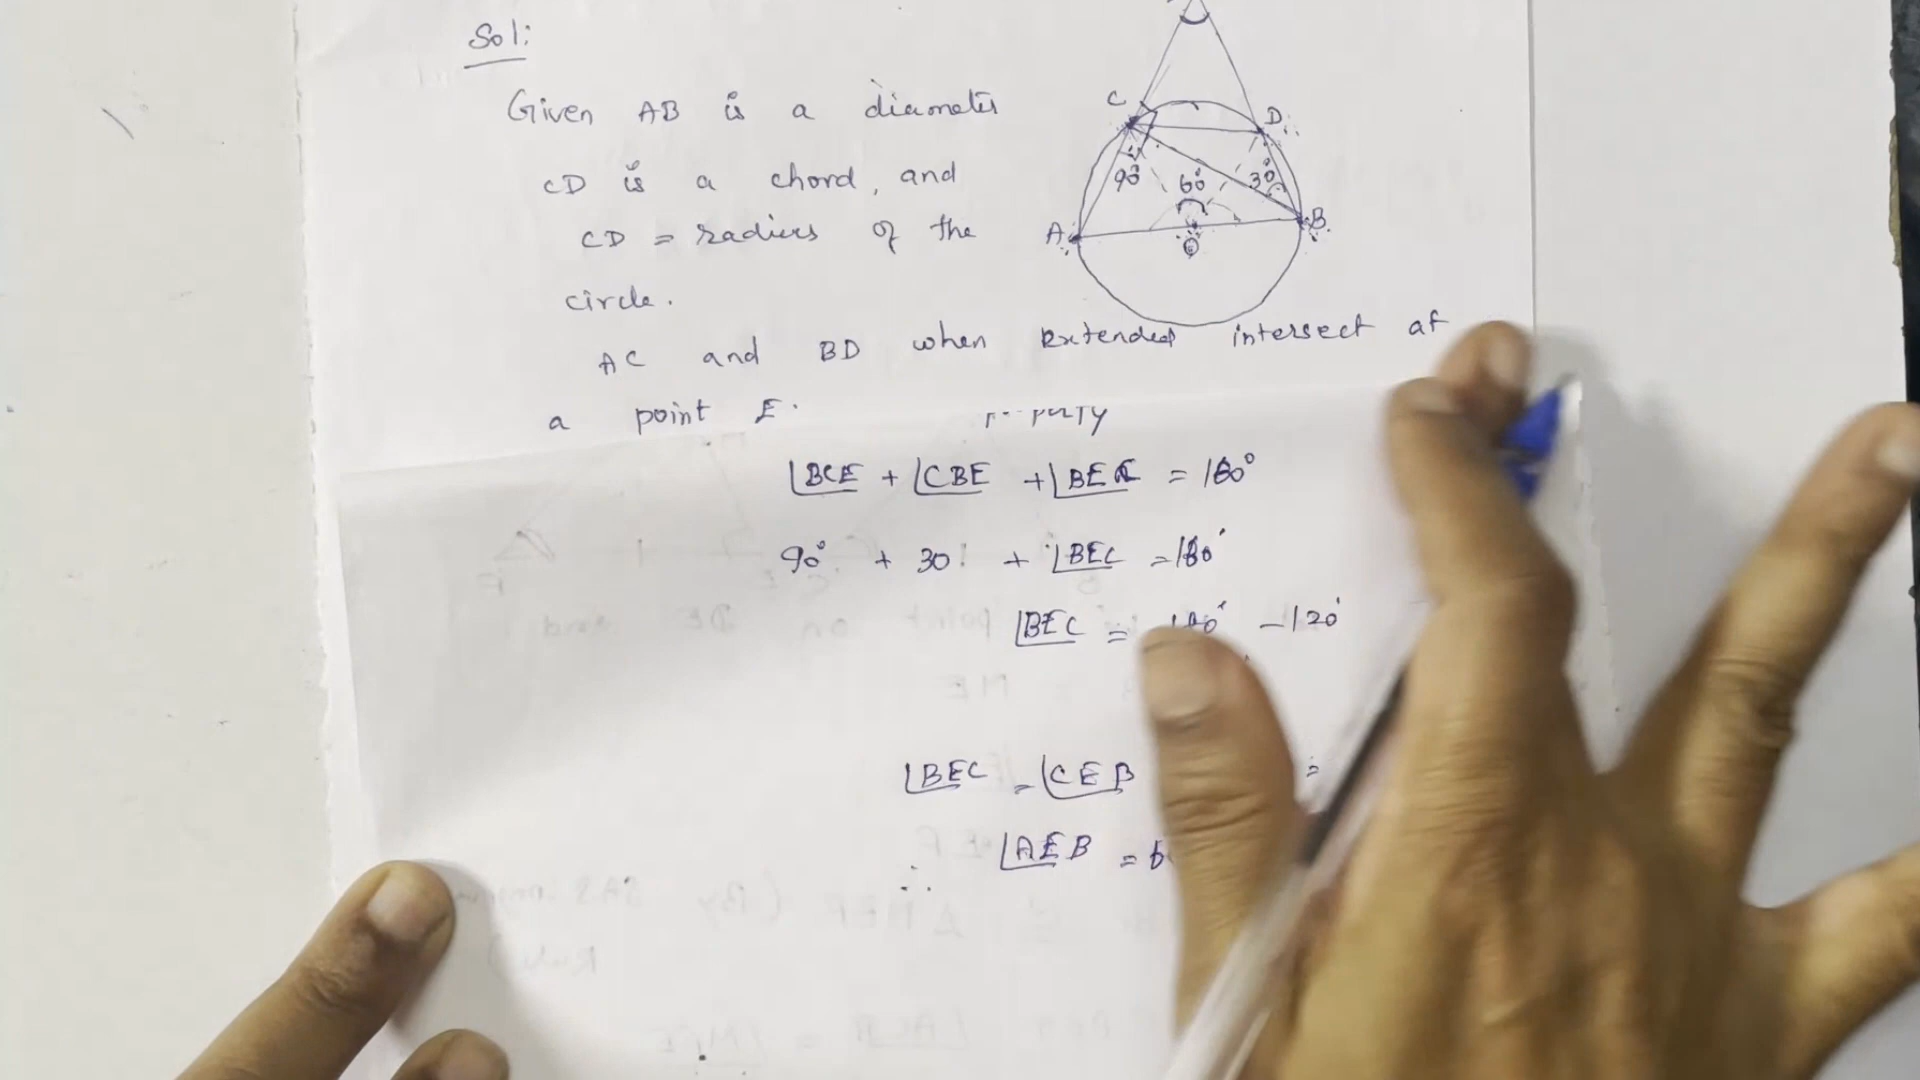 Sol:
Given AB is a diameter
CD is a chord, and
CD = radius of the
circle.
AC and BD when extended intersect at
a point E.
C
D
90°
60°
30°
A
O
B
∠BCE + ∠CBE + ∠BEC = 180°
90° + 30° + ∠BEC = 180°
∠BEC = 180° - 120°
∠BEC = ∠CEB =
∴ ∠AEB = 6